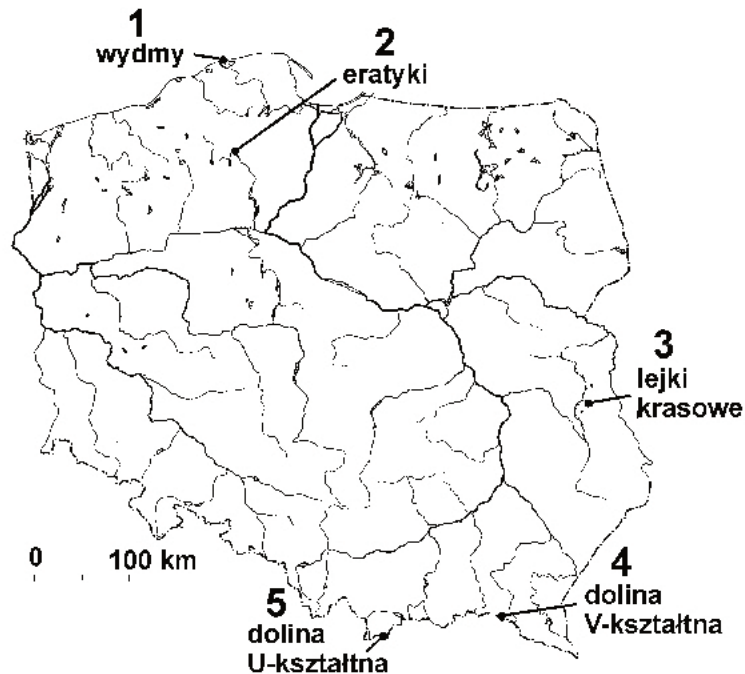 1
wydmy
2
eratyki
3
lejki
krasowe
0 100 km
4
dolina
V-kształtna
5
dolina
U-kształtna